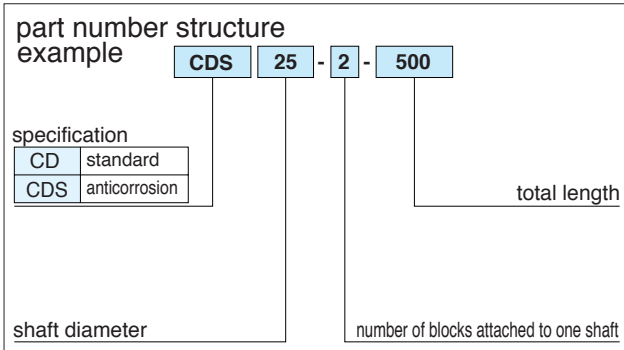 part number structure
example
CDS 25 - 2 - 500
specification
CD standard
CDS anticorrosion
total length
shaft diameter
number of blocks attached to one shaft